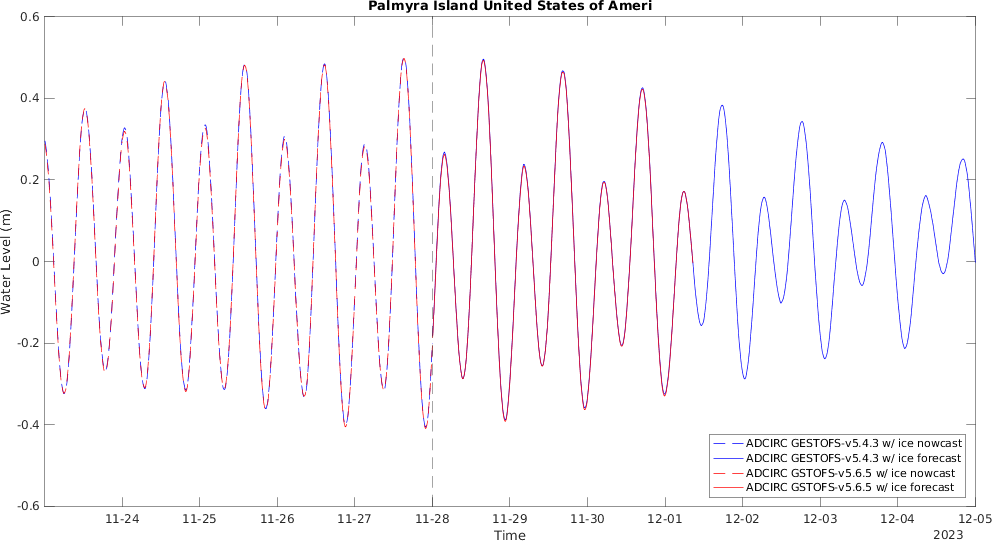 Palmyra Island United States of Ameri
0.6
0.4
0.2
0
-0.2
-0.4
-0.6
Water Level (m)
ADCIRC GESTOFS-v5.4.3 w/ ice nowcast
ADCIRC GESTOFS-v5.4.3 w/ ice forecast
ADCIRC GSTOFS-v5.6.5 w/ ice nowcast
ADCIRC GSTOFS-v5.6.5 w/ ice forecast
11-24 11-25 11-26 11-27 11-28 11-29 11-30 12-01 12-02 12-03 12-04 12-05
Time 2023